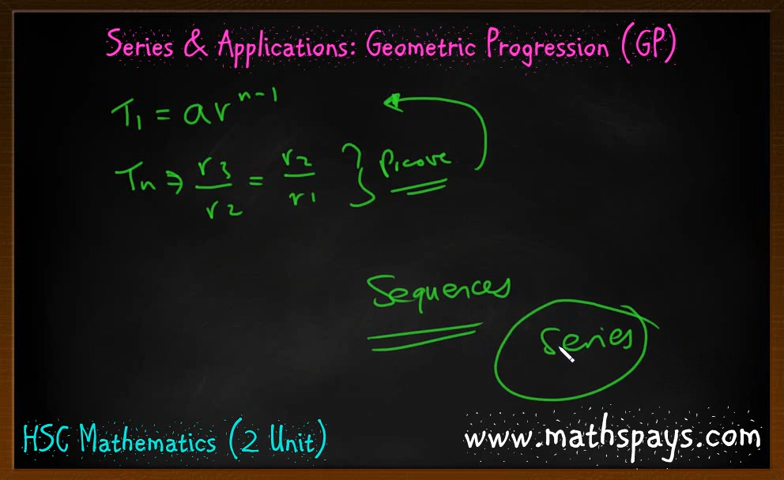 Series & Applications: Geometric Progression (GP)
T₁ = ar^{n-1}
Tₙ ⇒ r₃/r₂ = r₂/r₁ } Prove
Sequences
Series
HSC Mathematics (2 Unit)
www.mathspays.com